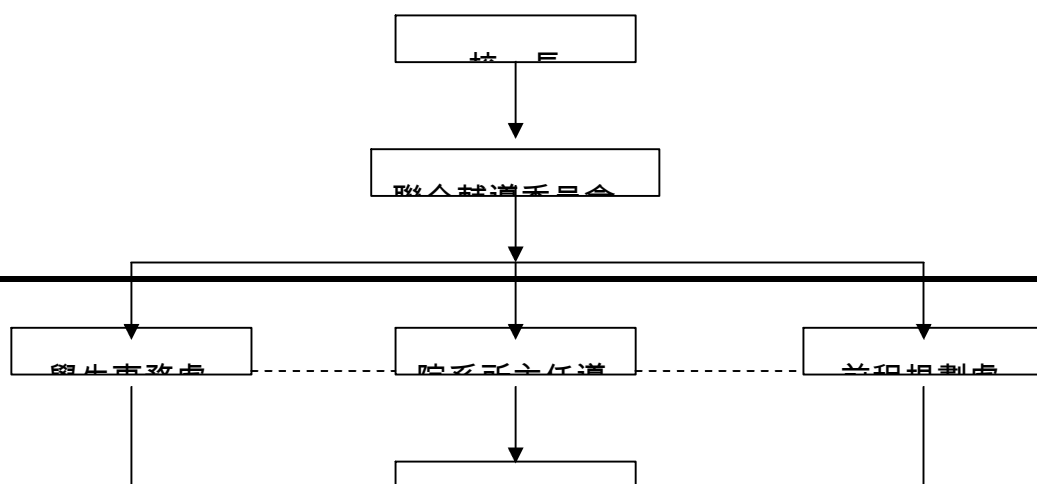 校 長
聯合輔導委員會
學生事務處
院系所主任導
前程規劃處